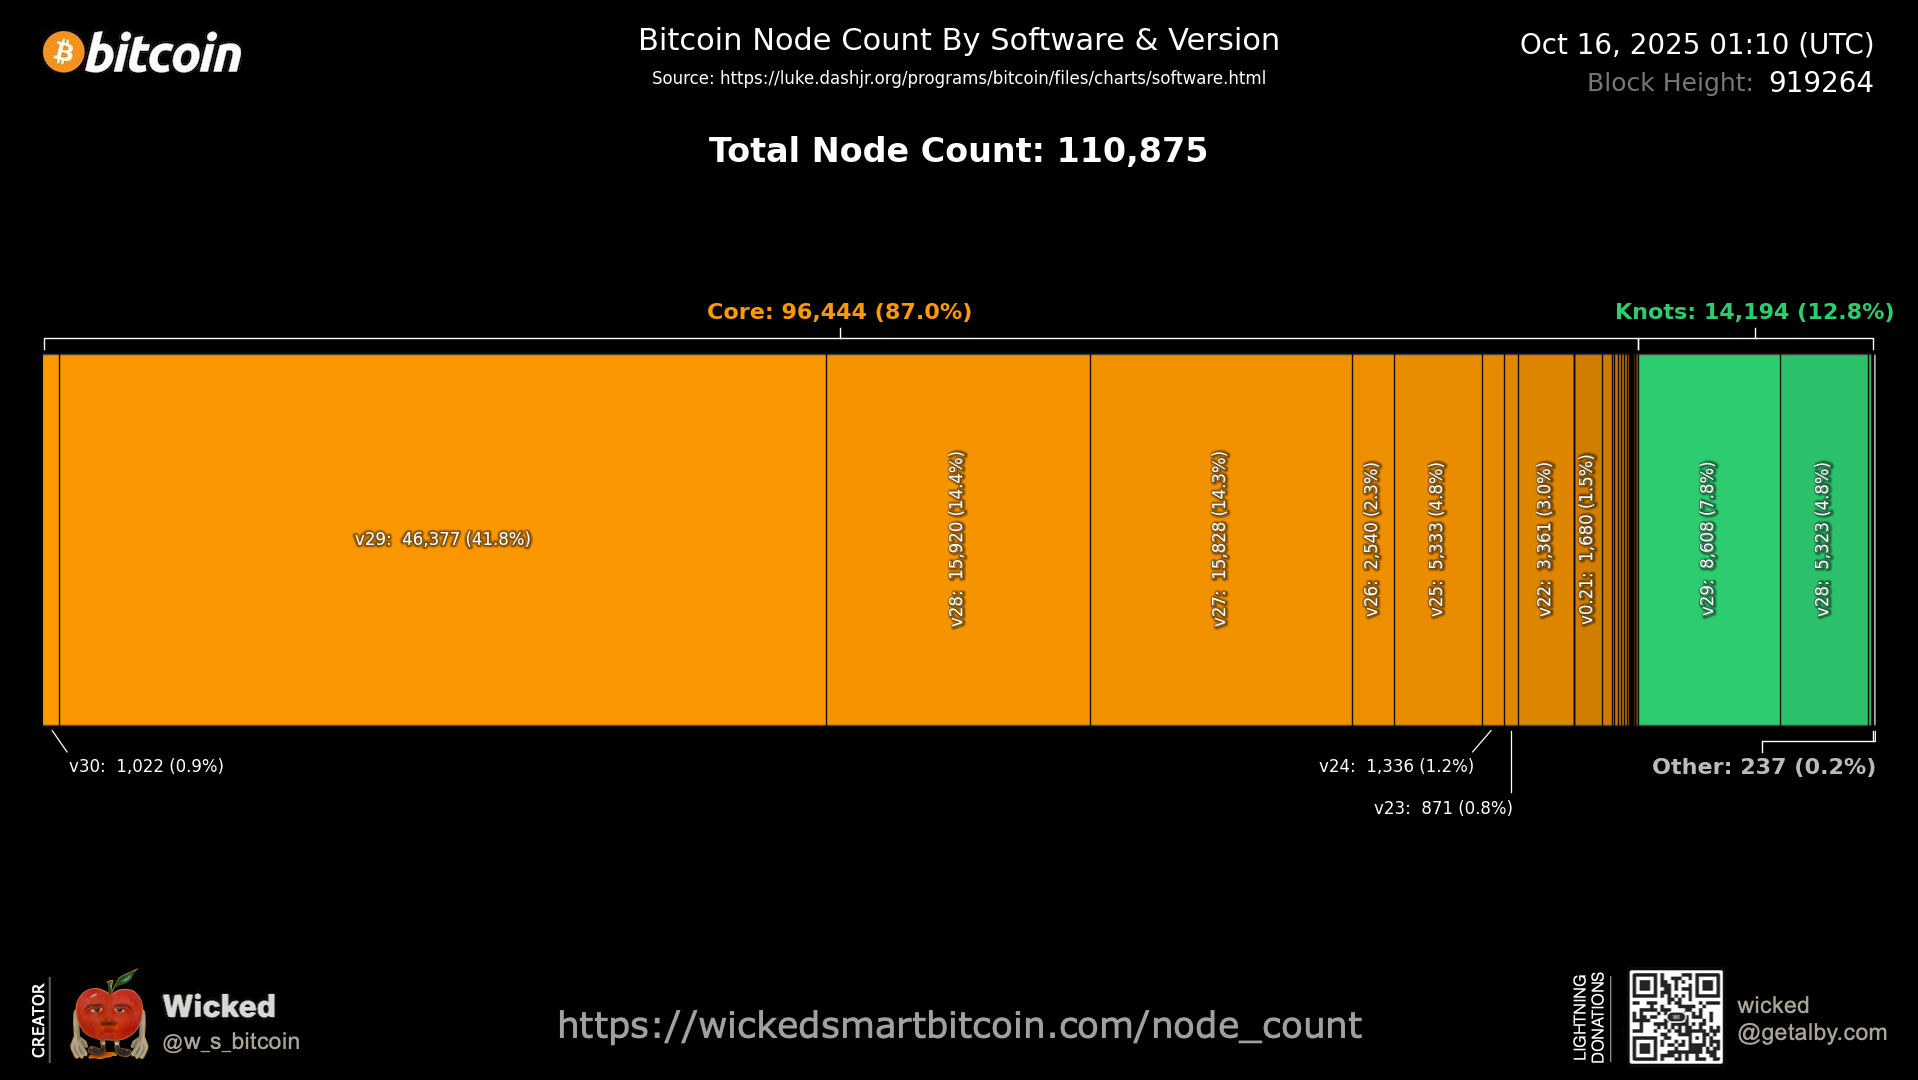 bitcoin
Bitcoin Node Count By Software & Version
Source: https://luke.dashjr.org/programs/bitcoin/files/charts/software.html
Oct 16, 2025 01:10 (UTC)
Block Height: 919264
Total Node Count: 110,875
Core: 96,444 (87.0%)
Knots: 14,194 (12.8%)
v29: 46,377 (41.8%)
v28: 15,920 (14.4%)
v27: 15,828 (14.3%)
v26: 2,540 (2.3%)
v25: 5,333 (4.8%)
v22: 3,361 (3.0%)
v0.21: 1,680 (1.5%)
v29: 8,608 (7.8%)
v28: 5,323 (4.8%)
v30: 1,022 (0.9%)
v24: 1,336 (1.2%)
Other: 237 (0.2%)
v23: 871 (0.8%)
CREATOR
Wicked
@w_s_bitcoin
https://wickedsmartbitcoin.com/node_count
LIGHTNING
DONATIONS
wicked
@getalby.com